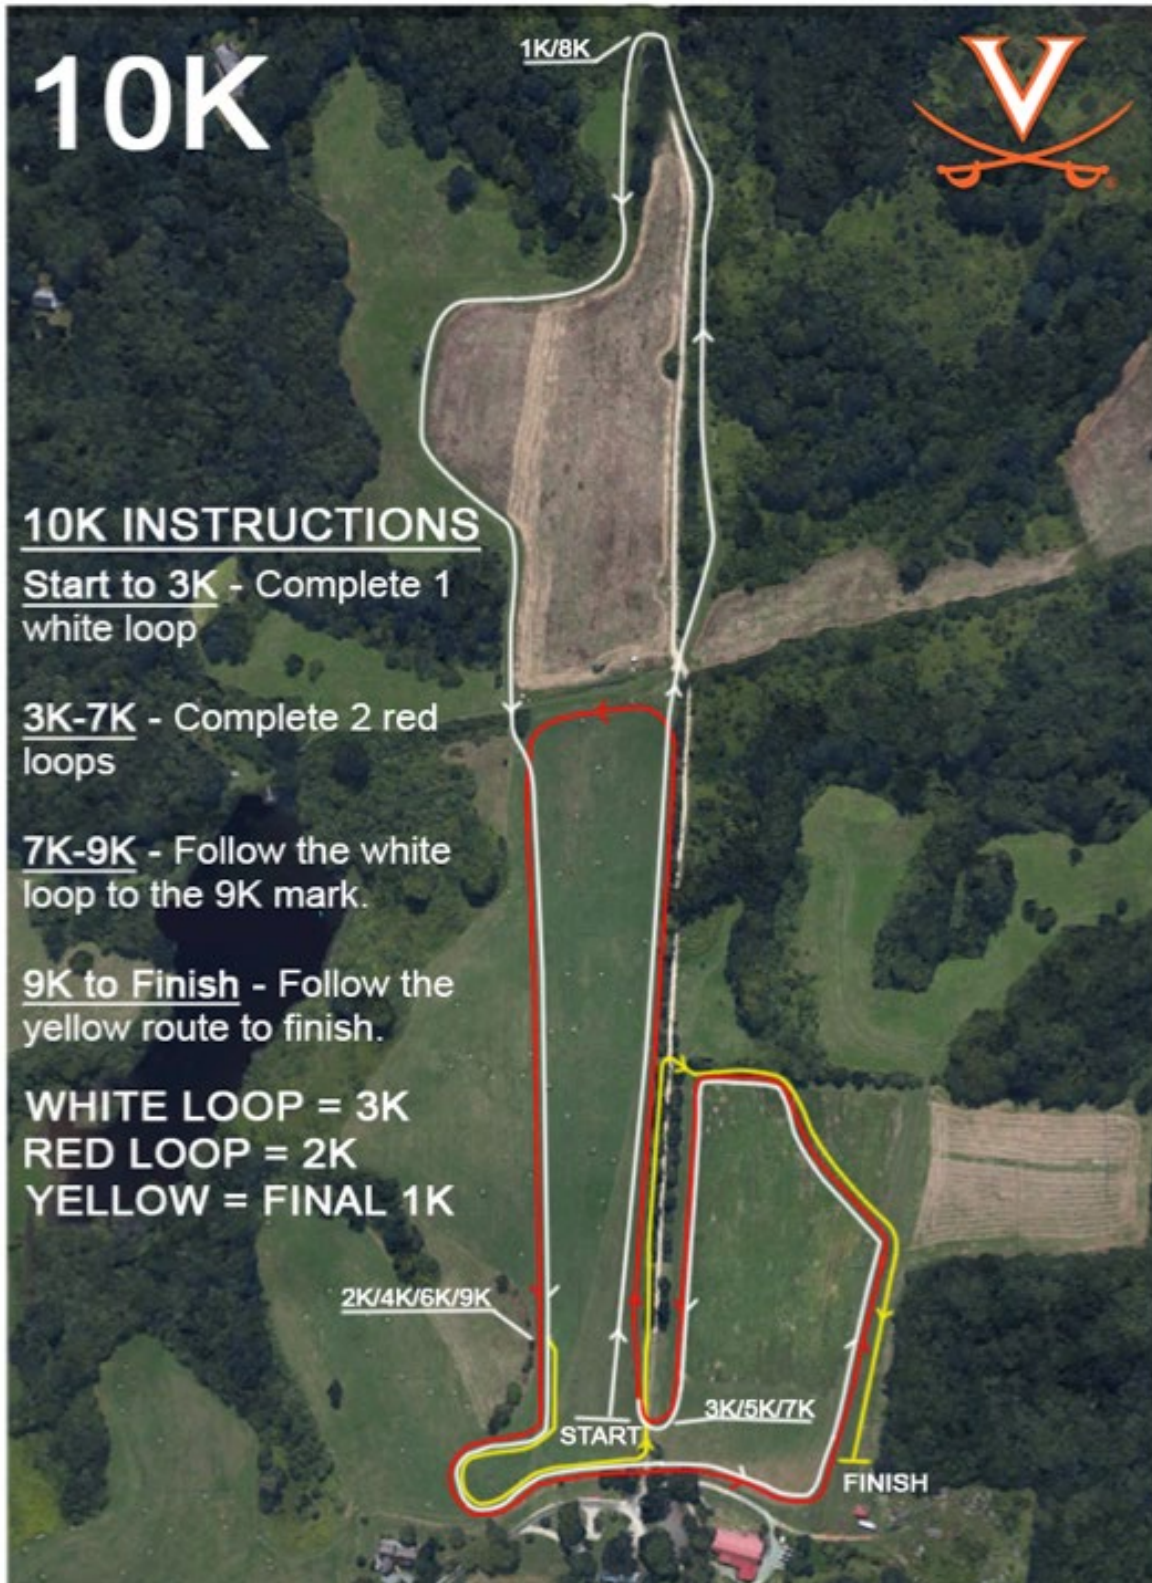 1K/8K
10K
V
10K INSTRUCTIONS
Start to 3K - Complete 1
white loop
3K-7K - Complete 2 red
loops
7K-9K - Follow the white
loop to the 9K mark.
9K to Finish - Follow the
yellow route to finish.
WHITE LOOP = 3K
RED LOOP = 2K
YELLOW = FINAL 1K
2K/4K/6K/9K
3K/5K/7K
START
FINISH